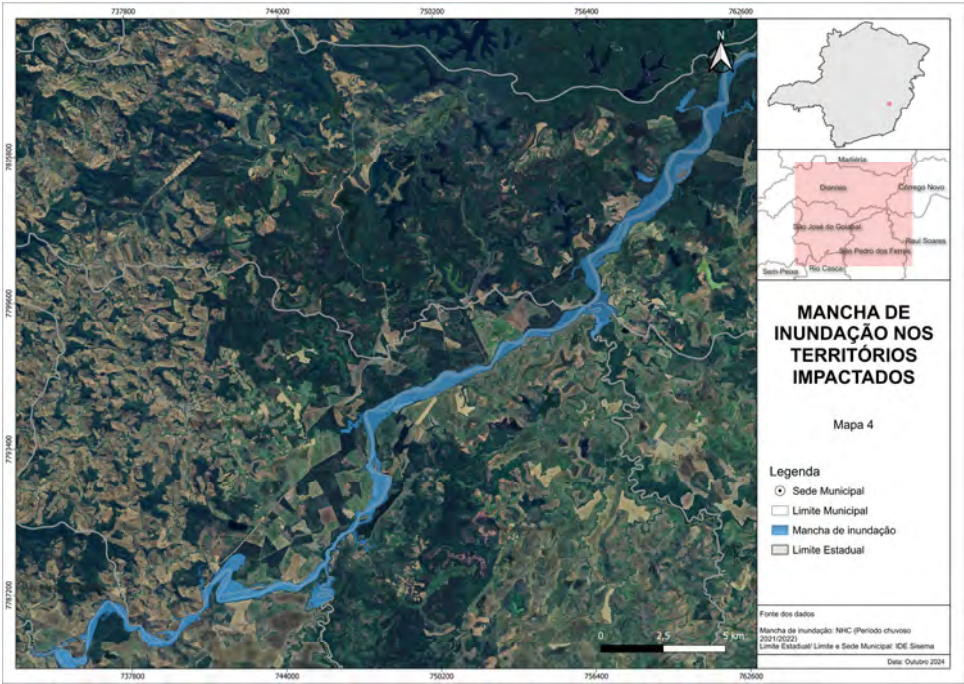 737800 744000 750200 756400 762600
7815800
7799600
7793400
7787200
N
Marliéria
Dionísio
Córrego Novo
São José do Goiabal
Raul Soares
São Pedro dos Ferros
Sem-Peixe
Rio Casca
MANCHA DE
INUNDAÇÃO NOS
TERRITÓRIOS
IMPACTADOS
Mapa 4
Legenda
Sede Municipal
Limite Municipal
Mancha de inundação
Limite Estadual
0 2,5 5 km
Fonte dos dados
Mancha de inundação: NHC (Período chuvoso
2021/2022)
Limite Estadual/ Limite e Sede Municipal: IDE Sisema
Data: Outubro 2024
737800 744000 750200 756400 762600